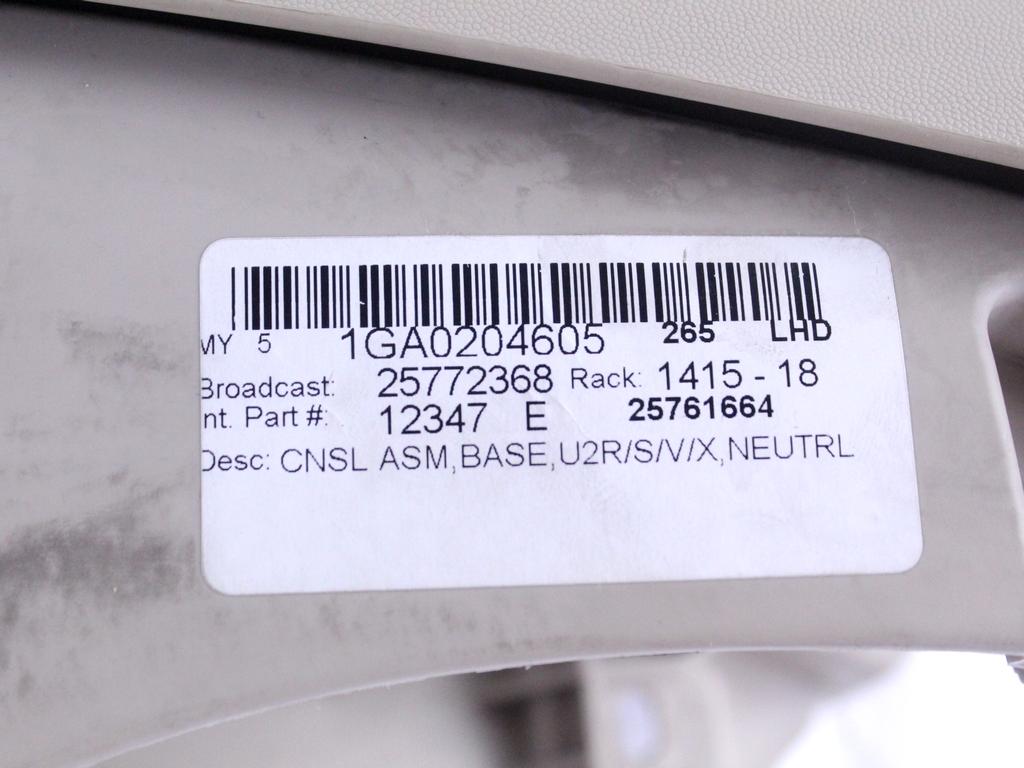 MY 5 1GA0204605 265 LHD
Broadcast: 25772368 Rack: 1415 - 18
nt. Part #: 12347 E 25761664
Desc: CNSL ASM,BASE,U2R/S/V/X,NEUTRL